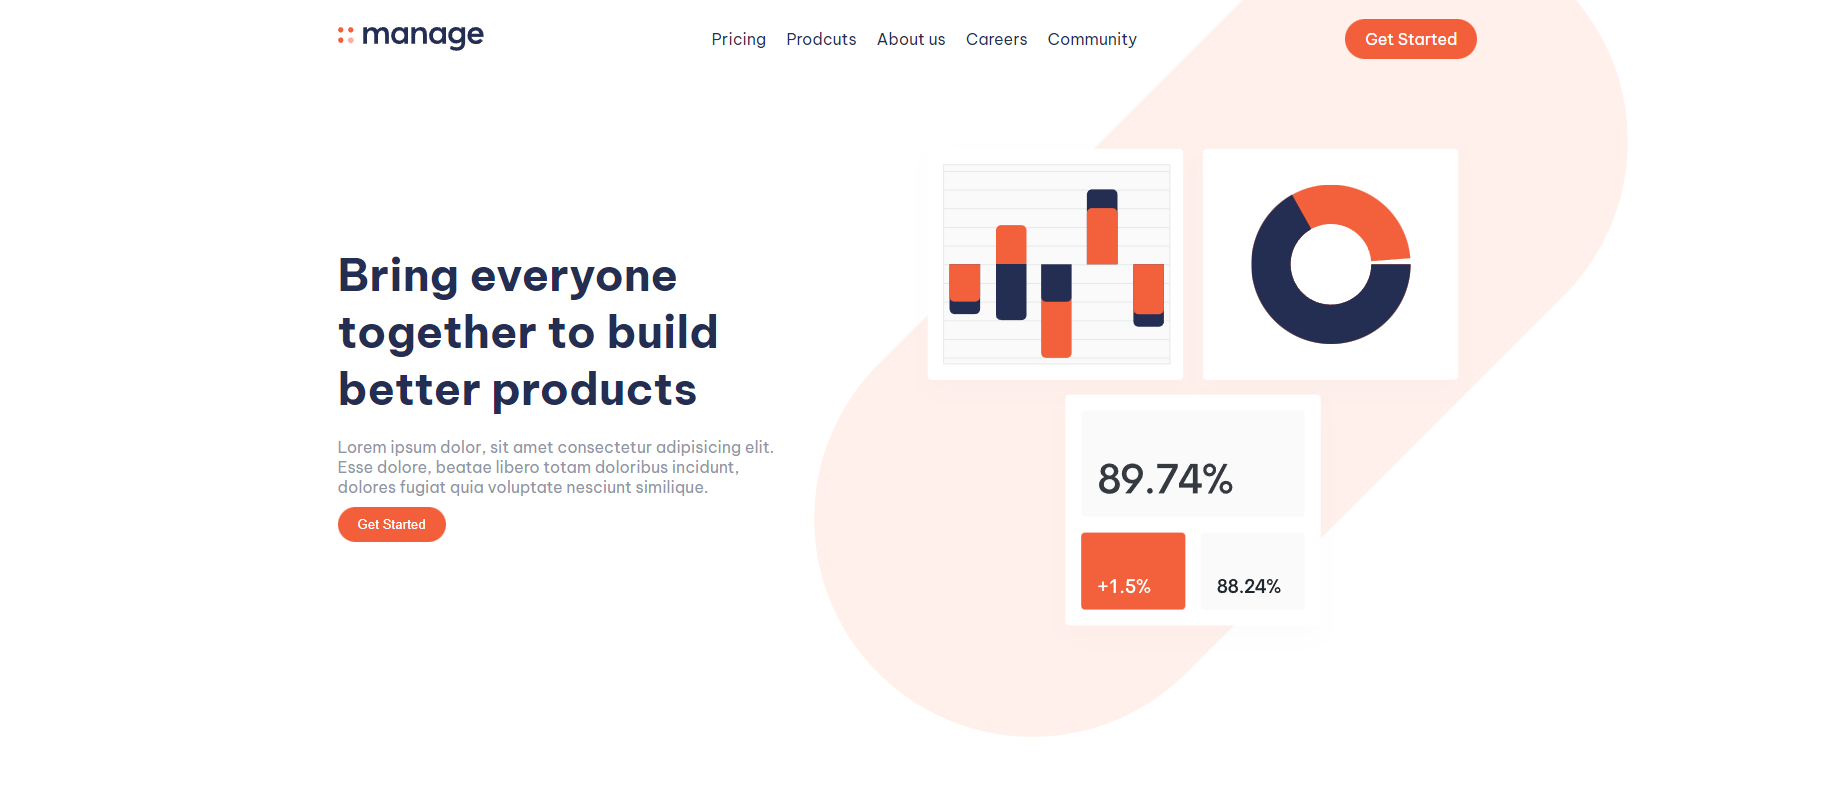 manage
Pricing Prodcuts About us Careers Community
Get Started
Bring everyone
together to build
better products
Lorem ipsum dolor, sit amet consectetur adipisicing elit.
Esse dolore, beatae libero totam doloribus incidunt,
dolores fugiat quia voluptate nesciunt similique.
Get Started
89.74%
+1.5%
88.24%